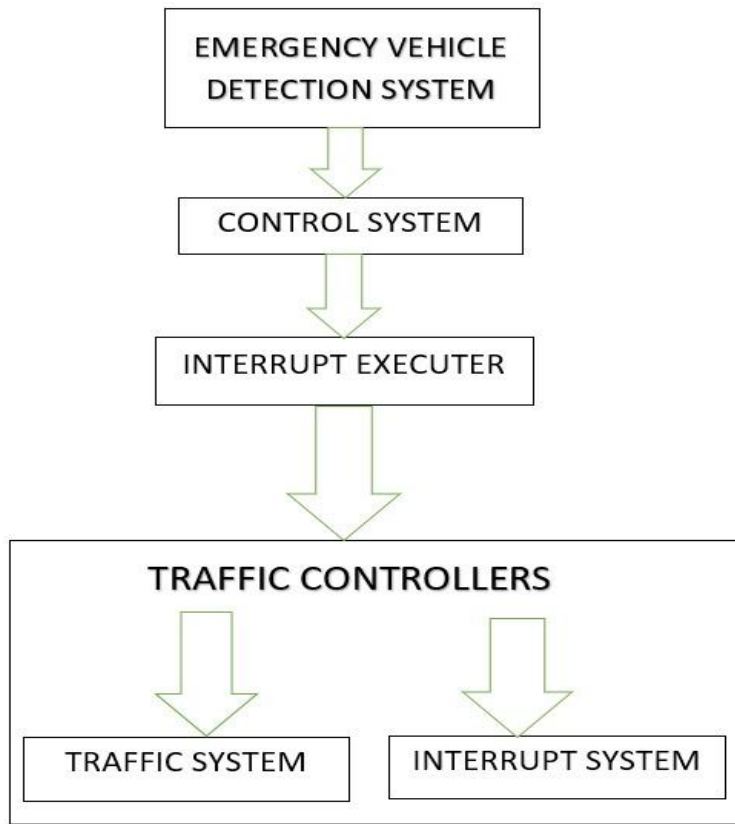 EMERGENCY VEHICLE
DETECTION SYSTEM
CONTROL SYSTEM
INTERRUPT EXECUTER
TRAFFIC CONTROLLERS
TRAFFIC SYSTEM
INTERRUPT SYSTEM